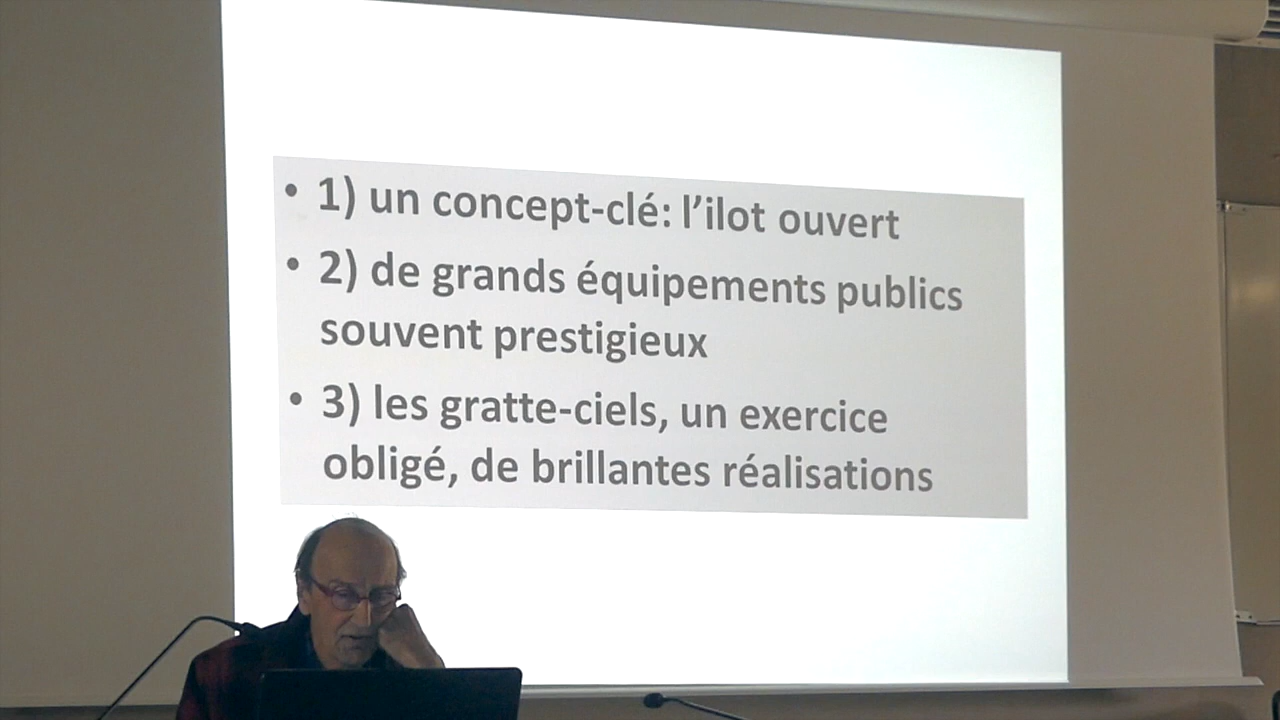 • 1) un concept-clé: l’ilot ouvert
• 2) de grands équipements publics
souvent prestigieux
• 3) les gratte-ciels, un exercice
obligé, de brillantes réalisations